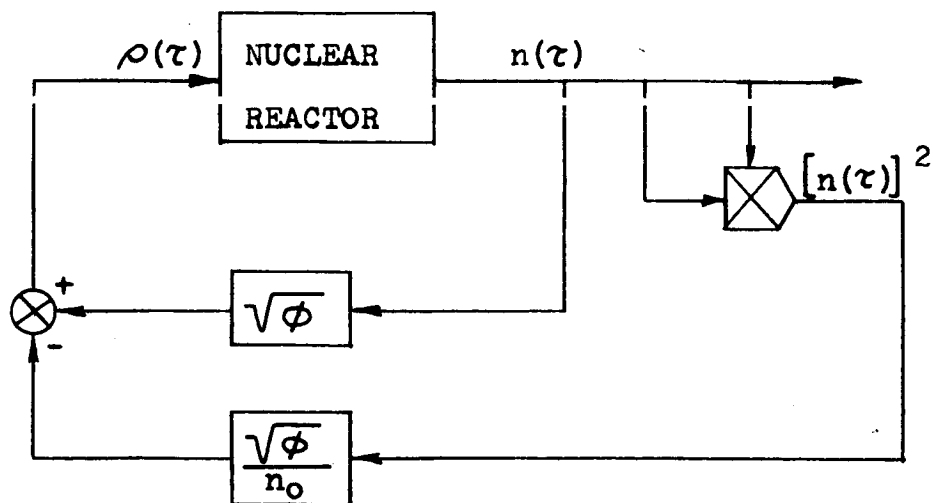 ρ(τ)
NUCLEAR
REACTOR
n(τ)
[n(τ)]²
+
√φ
-
√φ
n₀